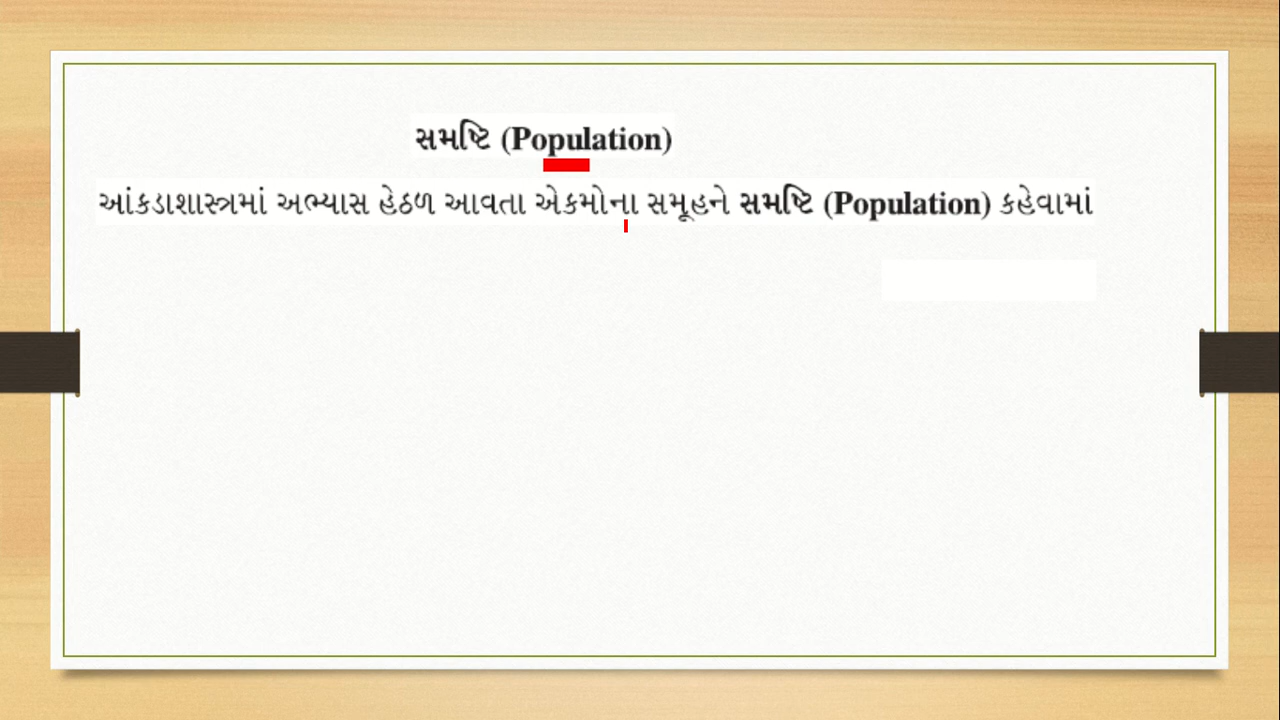 સમષ્ટિ (Population)
આંકડાશાસ્ત્રમાં અભ્યાસ હેઠળ આવતા એકમોના સમૂહને સમષ્ટિ (Population) કહેવામાં